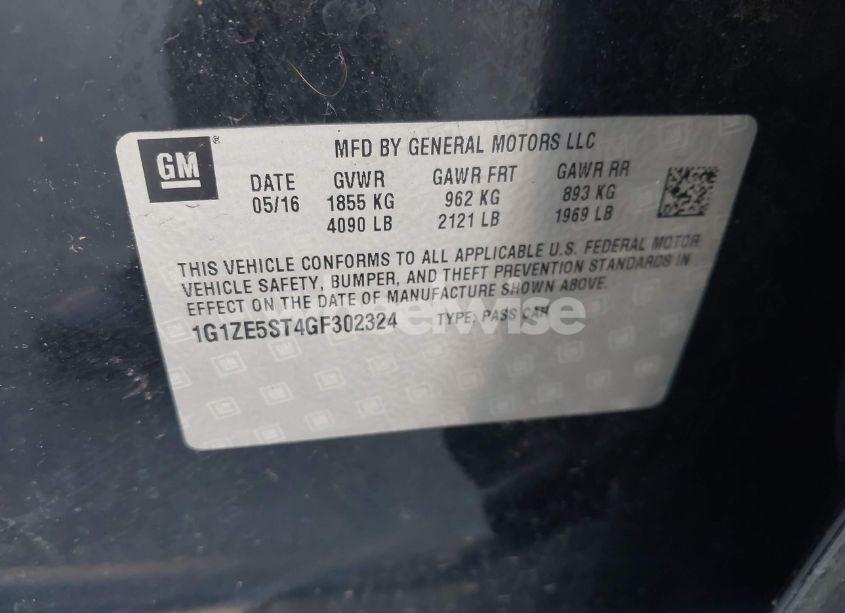 GM®
MFD BY GENERAL MOTORS LLC
DATE GVWR GAWR FRT GAWR RR
05/16 1855 KG 962 KG 893 KG
4090 LB 2121 LB 1969 LB
THIS VEHICLE CONFORMS TO ALL APPLICABLE U.S. FEDERAL MOTOR
VEHICLE SAFETY, BUMPER, AND THEFT PREVENTION STANDARDS IN
EFFECT ON THE DATE OF MANUFACTURE SHOWN ABOVE.
1G1ZE5ST4GF302324 TYPE: PASS CAR